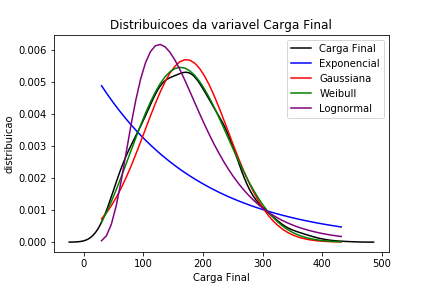 Distribuicoes da variavel Carga Final
0.006
0.005
0.004
0.003
0.002
0.001
0.000
distribuicao
Carga Final
Exponencial
Gaussiana
Weibull
Lognormal
0 100 200 300 400 500
Carga Final